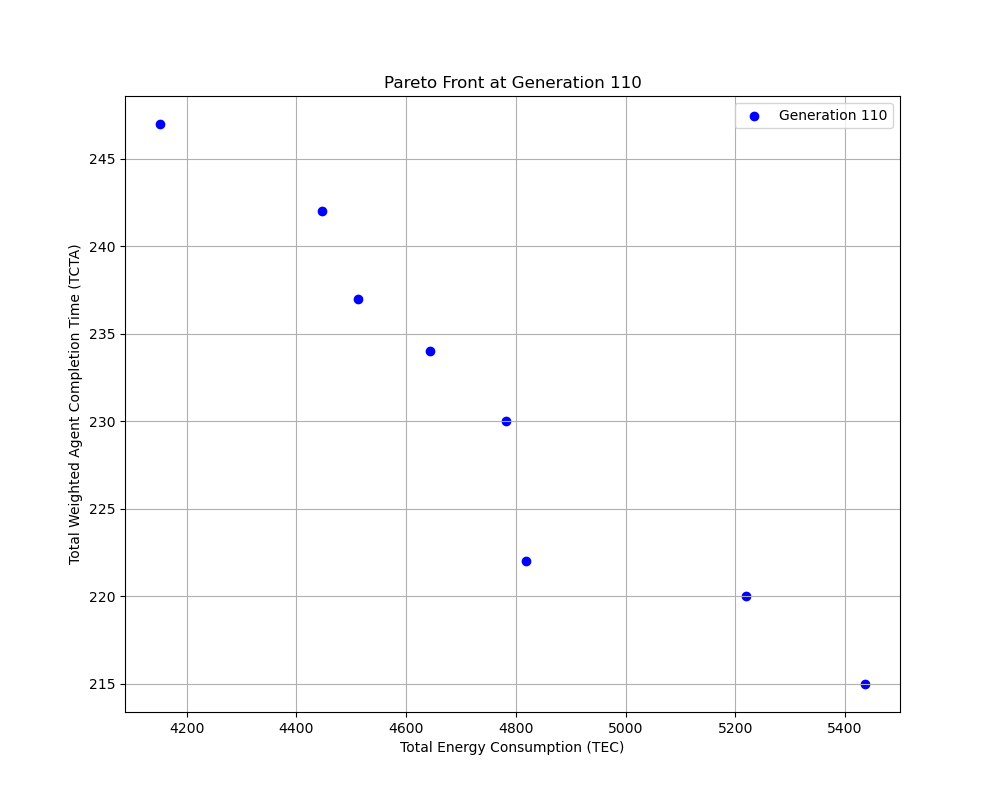 Pareto Front at Generation 110
Generation 110
Total Weighted Agent Completion Time (TCTA)
245
240
235
230
225
220
215
4200 4400 4600 4800 5000 5200 5400
Total Energy Consumption (TEC)